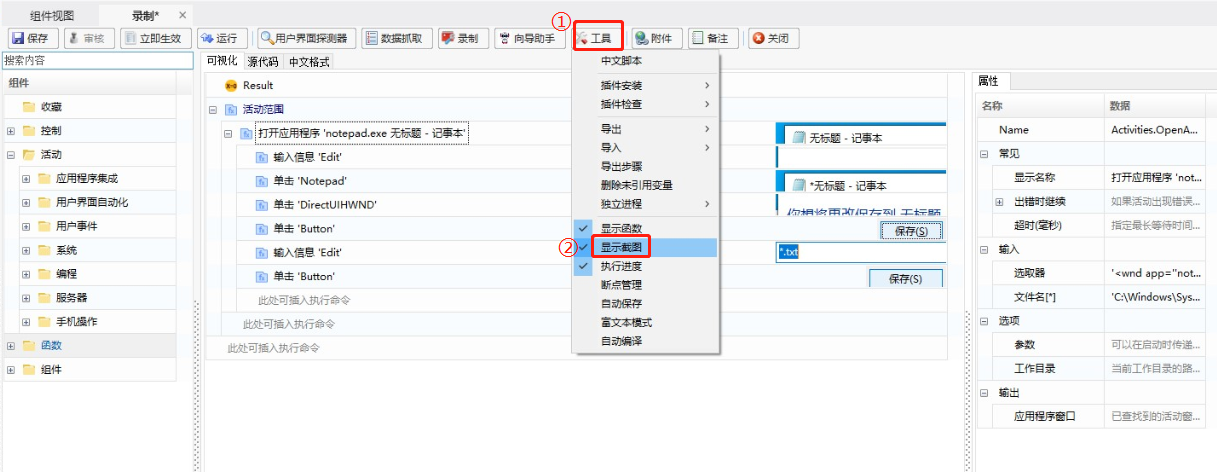 组件视图 录制*
① 
保存 审核 立即生效 运行 用户界面探测器 数据抓取 录制 向导助手 工具 附件 备注 关闭
搜索内容
可视化 源代码 中文格式
组件
收藏
控制
活动
应用程序集成
用户界面自动化
用户事件
系统
编程
服务器
手机操作
函数
组件
Result
活动范围
打开应用程序 'notepad.exe 无标题 - 记事本'
输入信息 'Edit'
单击 'Notepad'
单击 'DirectUIHWND'
单击 'Button'
输入信息 'Edit'
单击 'Button'
此处可插入执行命令
此处可插入执行命令
此处可插入执行命令
中文脚本
插件安装
插件检查
导出
导入
导出步骤
删除未引用变量
独立进程
显示函数
② 显示截图
执行进度
断点管理
自动保存
富文本模式
自动编译
无标题 - 记事本
*无标题 - 记事本
你想将更改保存到 无标题
保存(S)
*.txt
保存(S)
属性
名称 数据
Name Activities.OpenA...
常见
显示名称 打开应用程序 'not...
出错时继续 如果活动出现错误...
超时(毫秒) 指定最长等待时间...
输入
选取器 '<wnd app="not...
文件名[*] 'C:\Windows\Sys...
选项
参数 可以在启动时传递...
工作目录 当前工作目录的路...
输出
应用程序窗口 已查找到的活动窗...